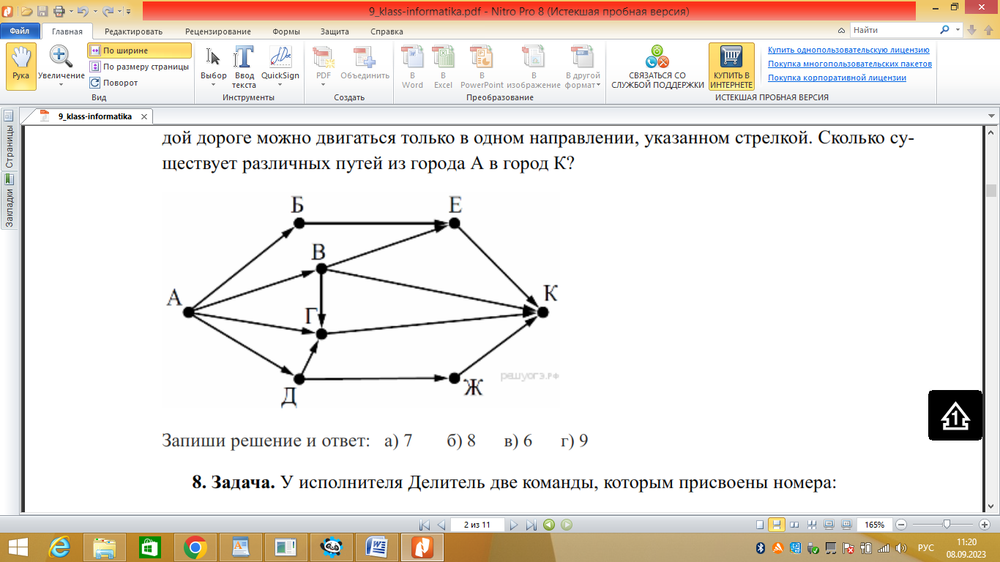 9_klass-informatika.pdf - Nitro Pro 8 (Истекшая пробная версия)
Файл Главная Редактировать Рецензирование Формы Защита Справка Найти
Рука
Увеличение
По ширине
По размеру страницы
Поворот
Вид
Выбор
Ввод текста
QuickSign
Инструменты
PDF
Объединить
Создать
В Word
В Excel
В PowerPoint
В изображение
В другой формат
Преобразование
СВЯЗАТЬСЯ СО СЛУЖБОЙ ПОДДЕРЖКИ
КУПИТЬ В ИНТЕРНЕТЕ
Купить однопользовательскую лицензию
Покупка многопользовательских пакетов
Покупка корпоративной лицензии
ИСТЕКШАЯ ПРОБНАЯ ВЕРСИЯ
9_klass-informatika
Страницы
Закладки
дой дороге можно двигаться только в одном направлении, указанном стрелкой. Сколько су-
ществует различных путей из города А в город К?
Б Е
В
А К
Г
Д Ж
решуогэ.рф
Запиши решение и ответ: а) 7 б) 8 в) 6 г) 9
8. Задача. У исполнителя Делитель две команды, которым присвоены номера:
1
2 из 11
165%
РУС
11:20
08.09.2023